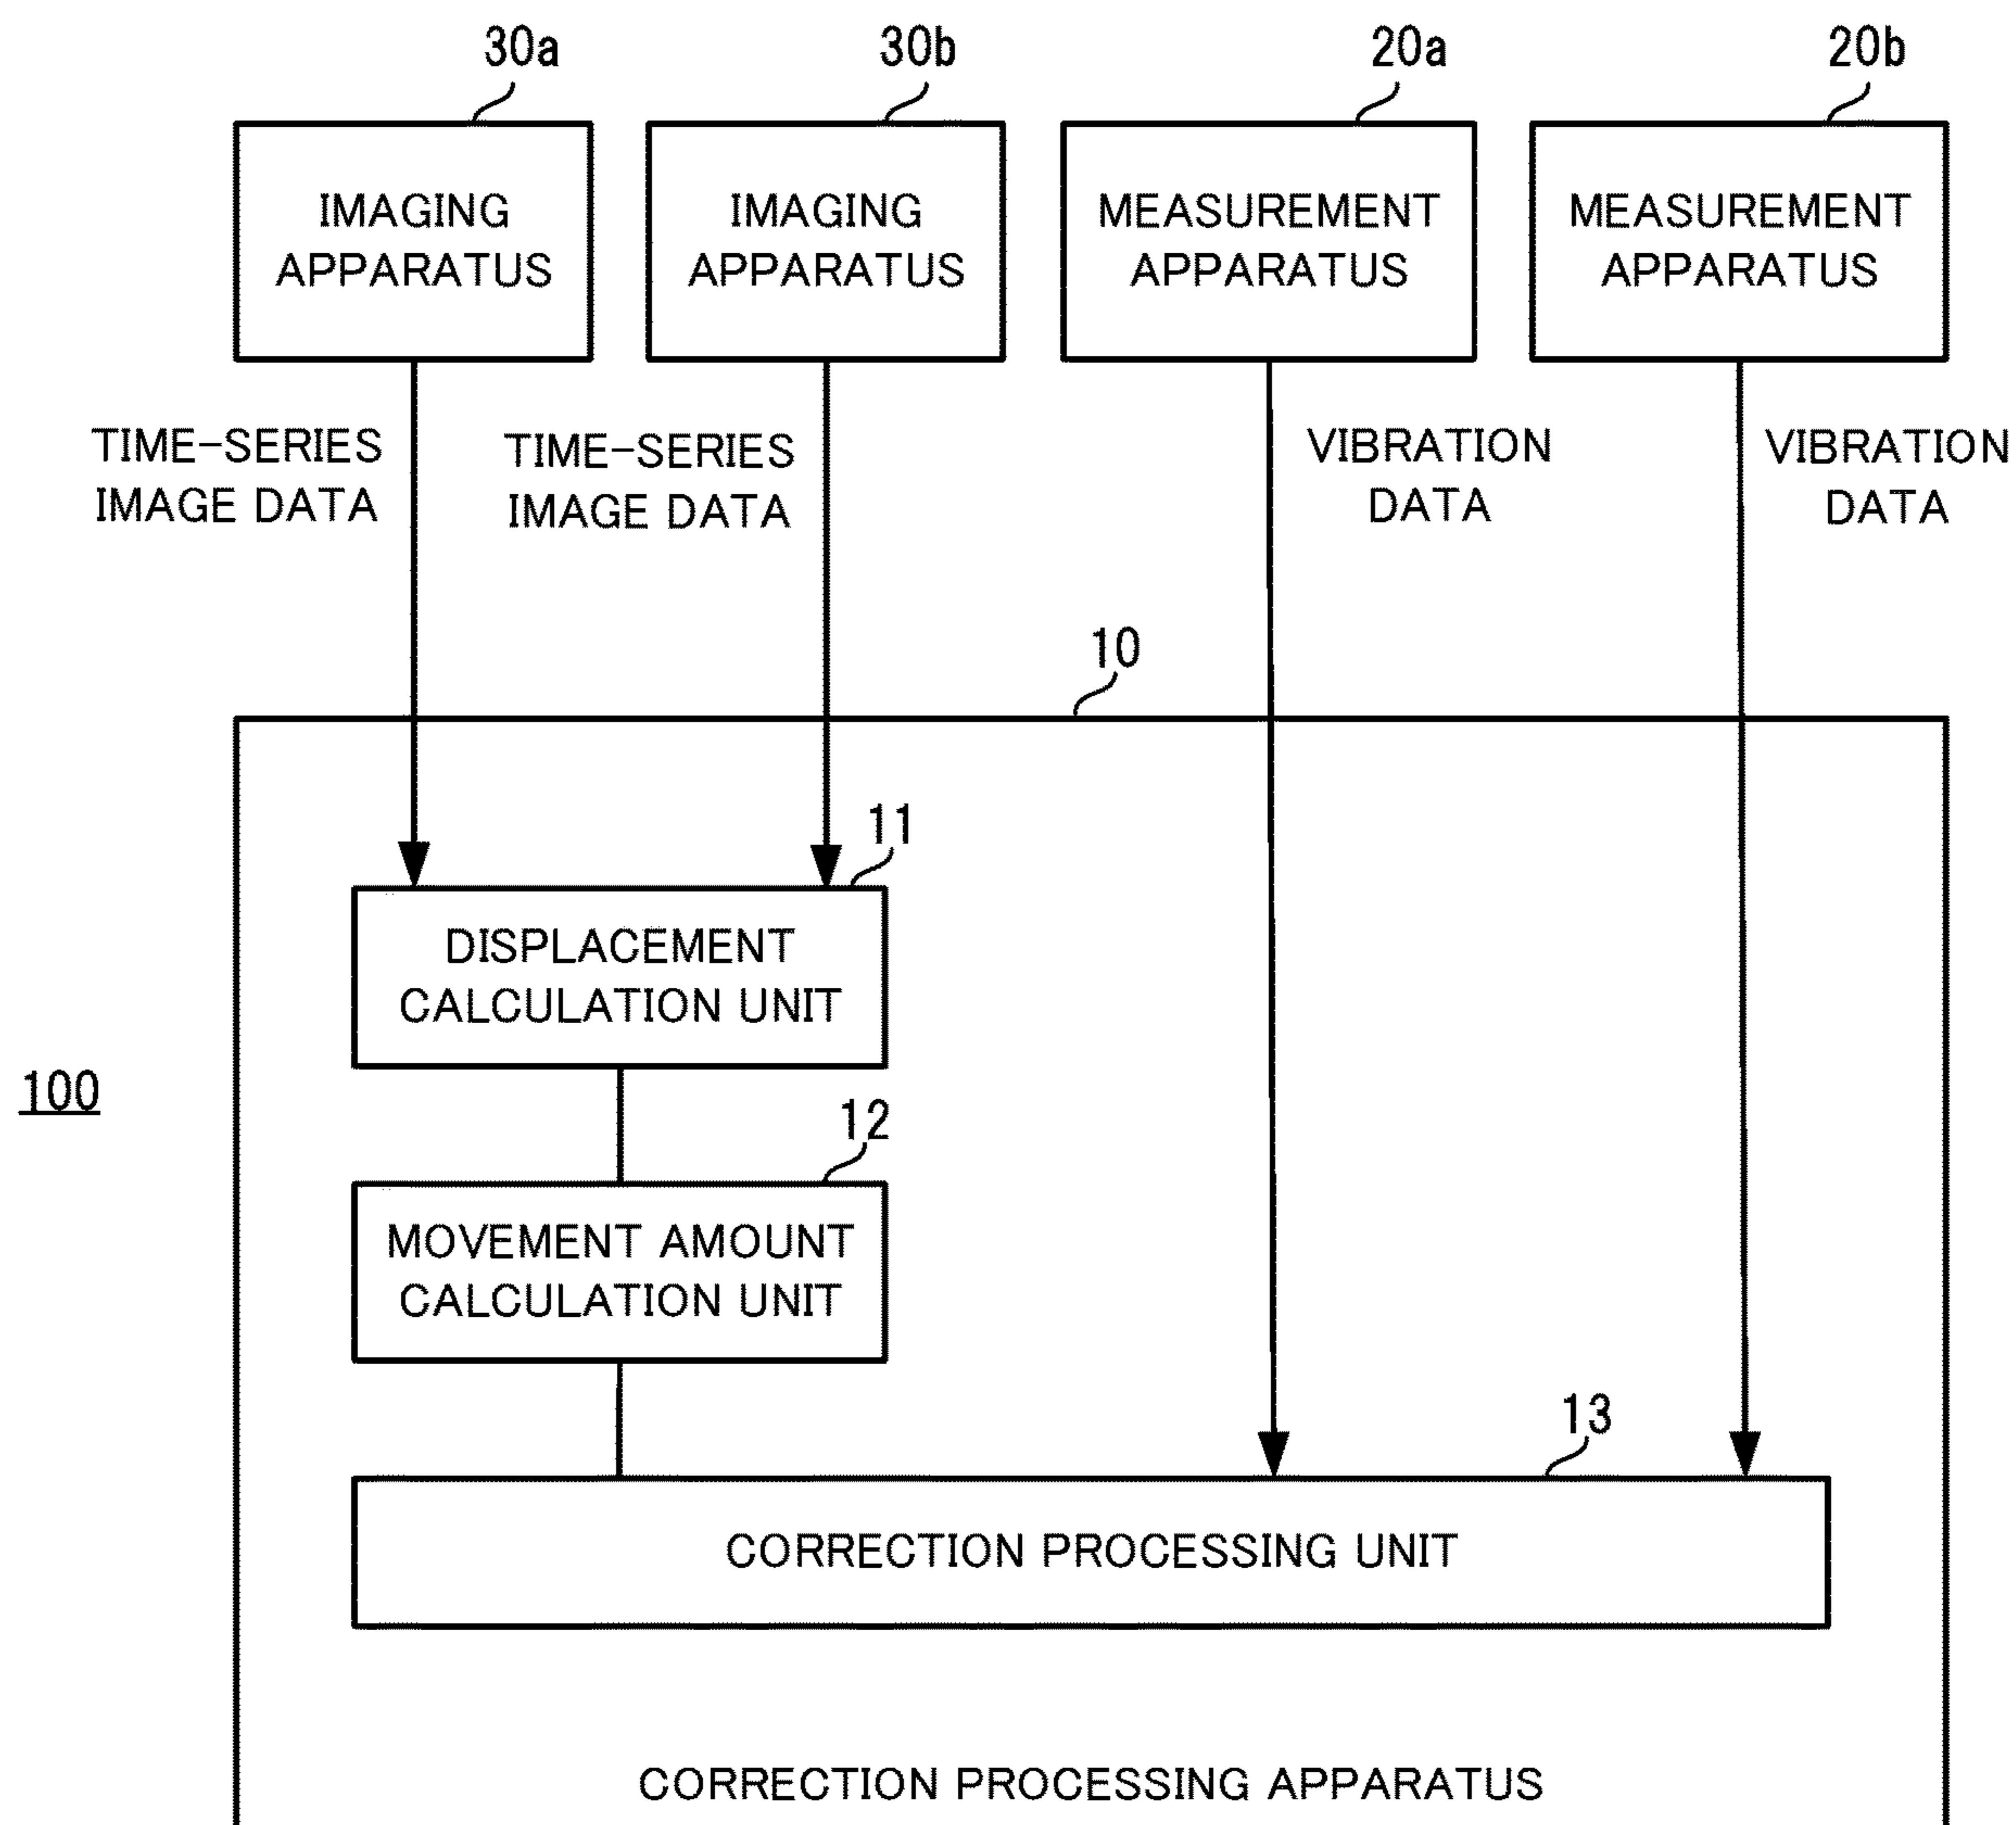 30a
30b
20a
20b
IMAGING
APPARATUS
IMAGING
APPARATUS
MEASUREMENT
APPARATUS
MEASUREMENT
APPARATUS
TIME-SERIES
IMAGE DATA
TIME-SERIES
IMAGE DATA
VIBRATION
DATA
VIBRATION
DATA
10
11
DISPLACEMENT
CALCULATION UNIT
100
12
MOVEMENT AMOUNT
CALCULATION UNIT
13
CORRECTION PROCESSING UNIT
CORRECTION PROCESSING APPARATUS